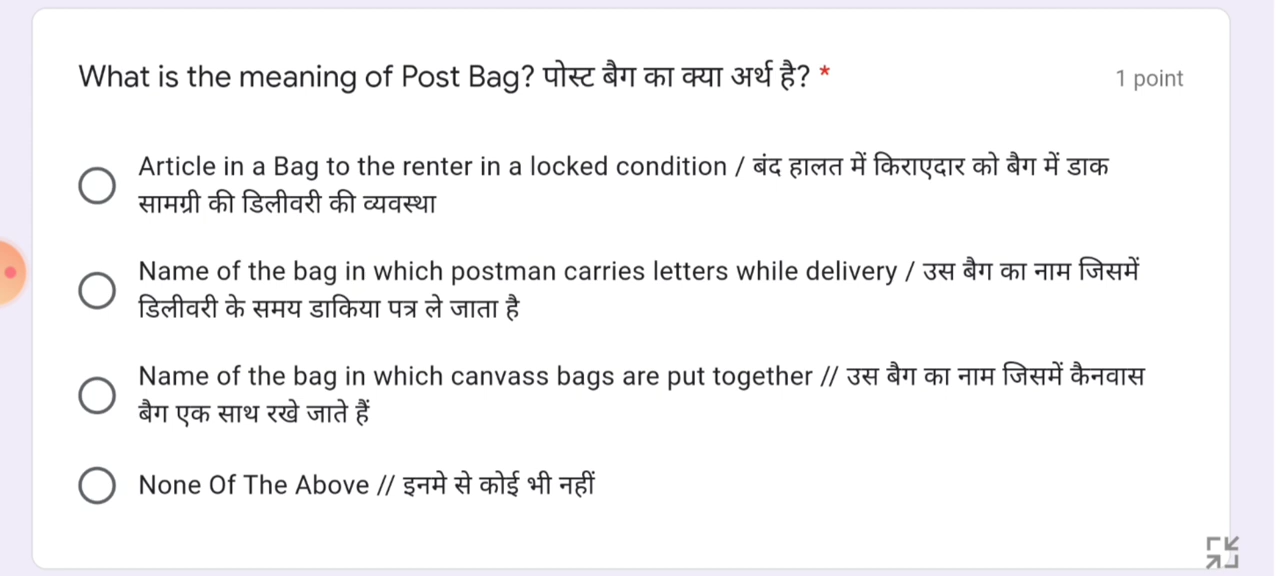 What is the meaning of Post Bag? पोस्ट बैग का क्या अर्थ है? *
1 point
Article in a Bag to the renter in a locked condition / बंद हालत में किराएदार को बैग में डाक
सामग्री की डिलीवरी की व्यवस्था
Name of the bag in which postman carries letters while delivery / उस बैग का नाम जिसमें
डिलीवरी के समय डाकिया पत्र ले जाता है
Name of the bag in which canvass bags are put together // उस बैग का नाम जिसमें कैनवास
बैग एक साथ रखे जाते हैं
None Of The Above // इनमे से कोई भी नहीं